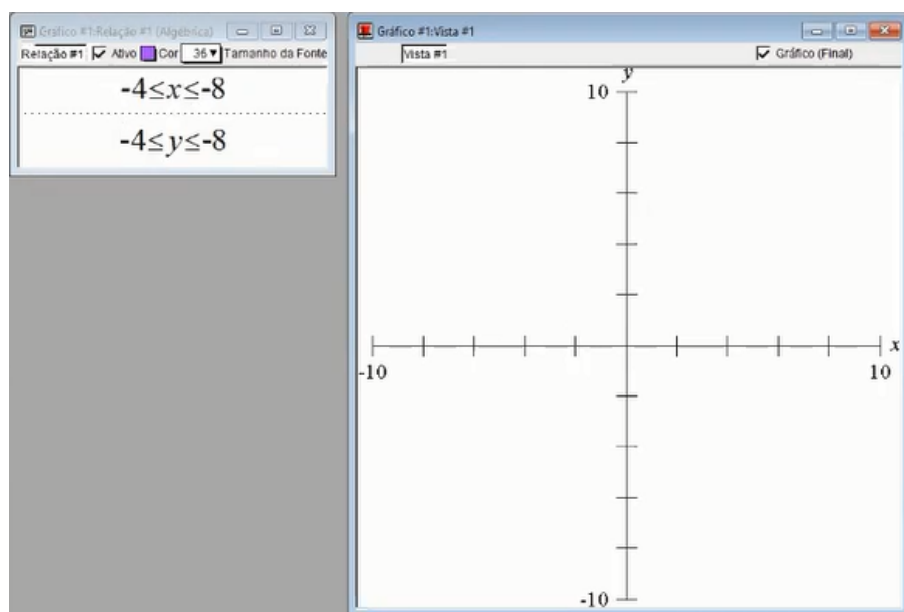 Gráfico #1:Relação #1 (Algébrica)
Relação #1 Ativo Cor 36 Tamanho da Fonte
-4≤x≤-8
-4≤y≤-8
Gráfico #1:Vista #1
Vista #1 Gráfico (Final)
y
10
x
-10
10
-10